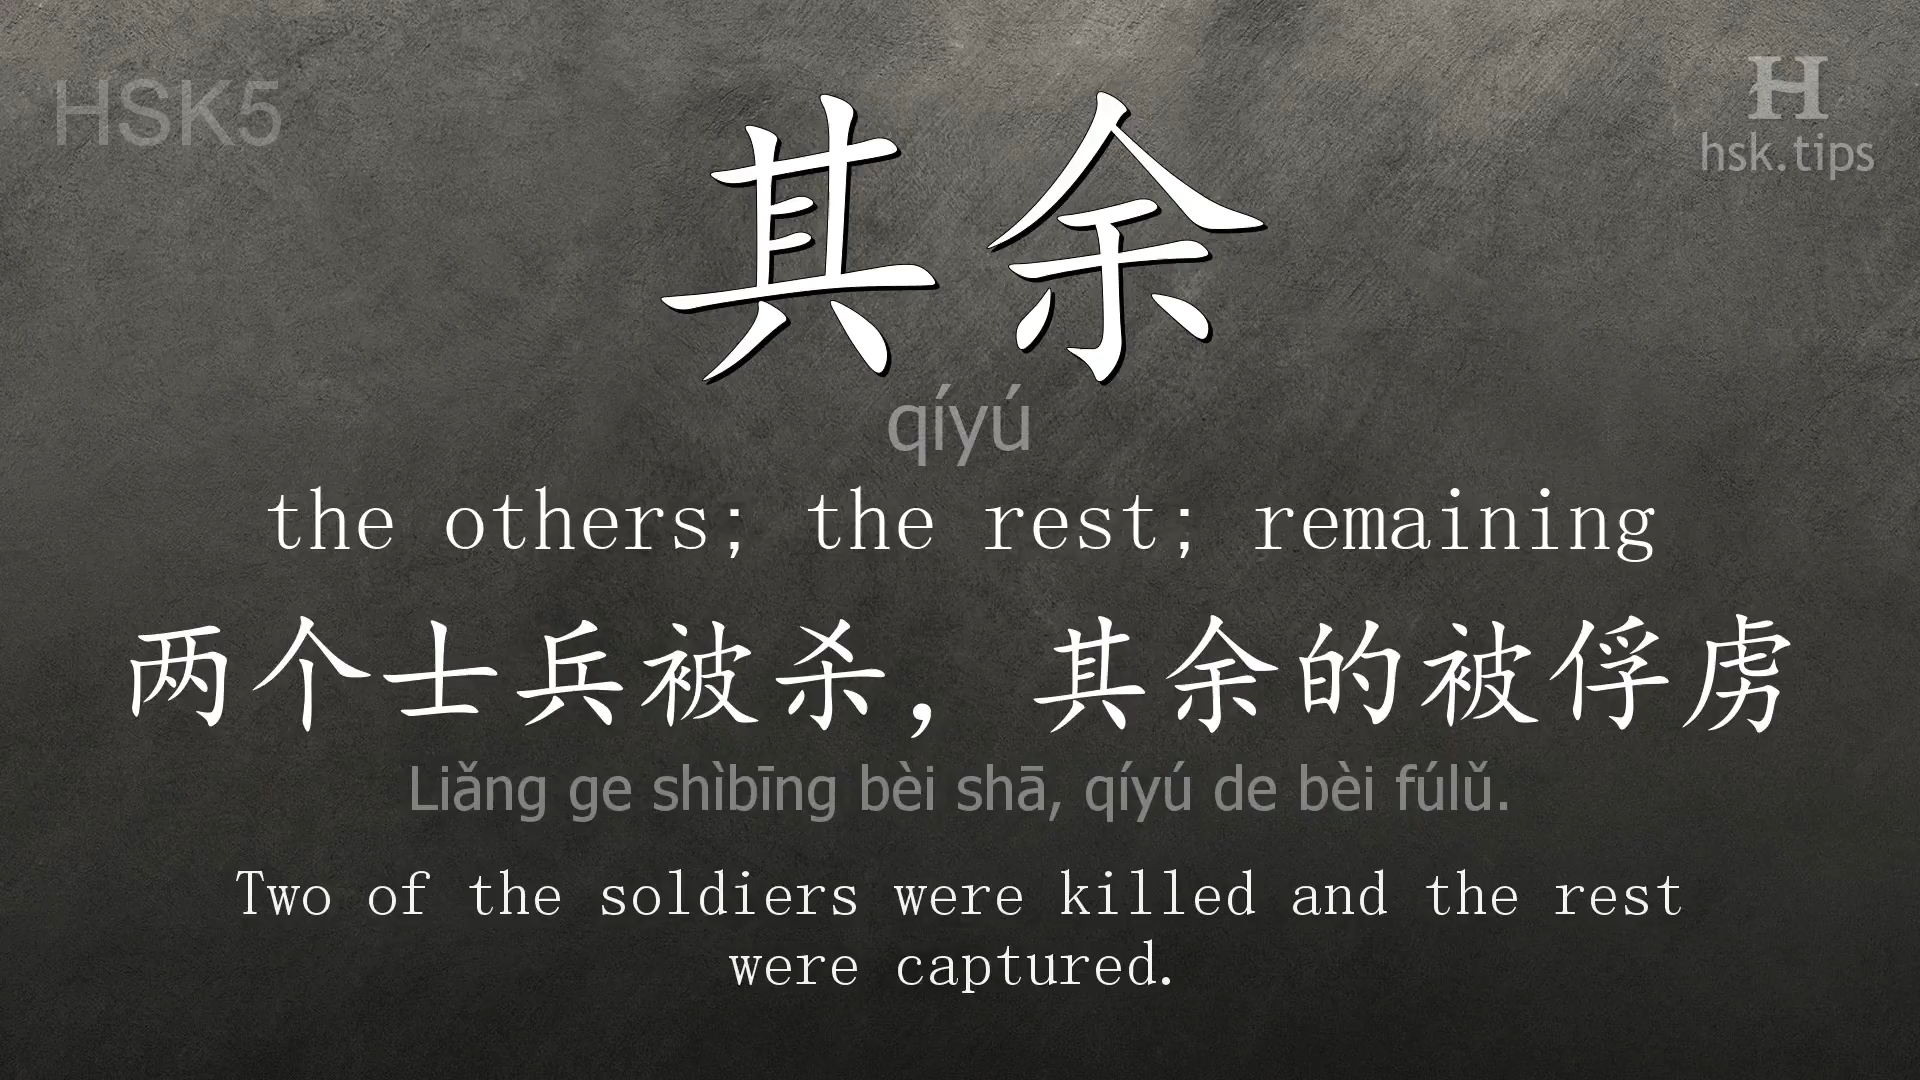 HSK5
H
hsk.tips
其余
qíyú
the others; the rest; remaining
两个士兵被杀，其余的被俘虏
Liǎng ge shìbīng bèi shā, qíyú de bèi fúlǔ.
Two of the soldiers were killed and the rest
were captured.